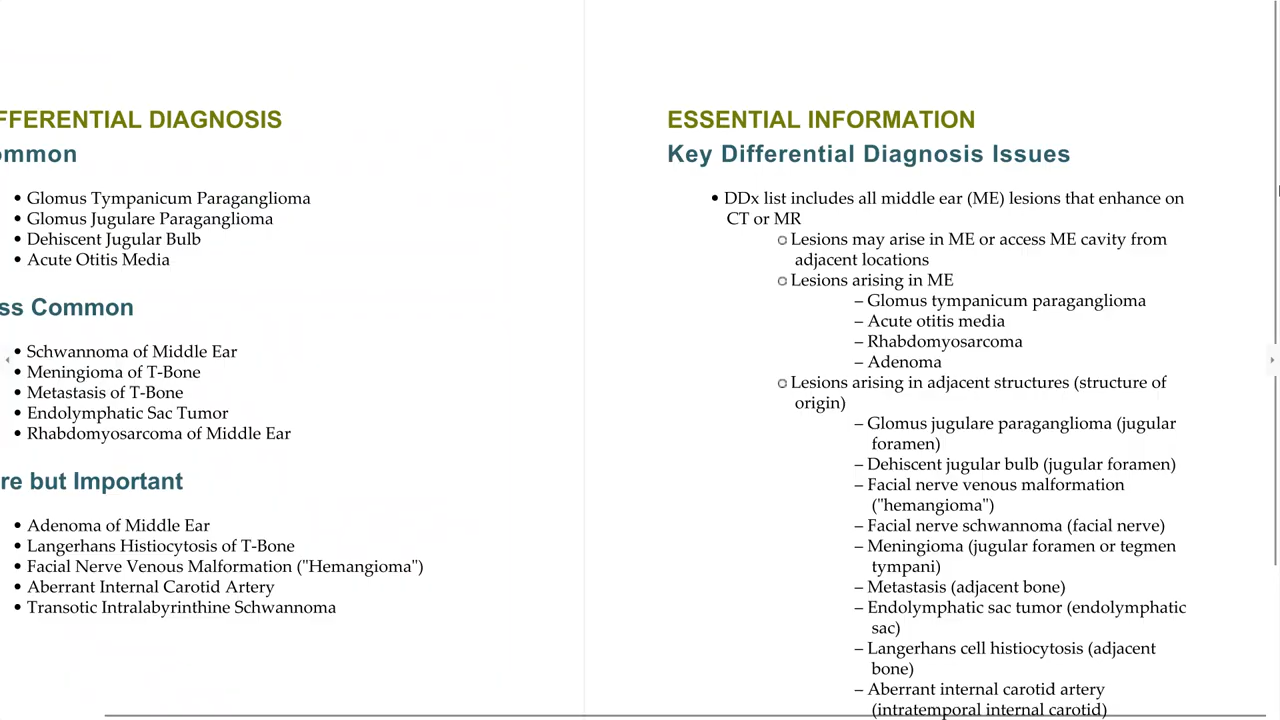 FFERENTIAL DIAGNOSIS
ommon
• Glomus Tympanicum Paraganglioma
• Glomus Jugulare Paraganglioma
• Dehiscent Jugular Bulb
• Acute Otitis Media
ss Common
• Schwannoma of Middle Ear
• Meningioma of T-Bone
• Metastasis of T-Bone
• Endolymphatic Sac Tumor
• Rhabdomyosarcoma of Middle Ear
re but Important
• Adenoma of Middle Ear
• Langerhans Histiocytosis of T-Bone
• Facial Nerve Venous Malformation ("Hemangioma")
• Aberrant Internal Carotid Artery
• Transotic Intralabyrinthine Schwannoma
ESSENTIAL INFORMATION
Key Differential Diagnosis Issues
• DDx list includes all middle ear (ME) lesions that enhance on
CT or MR
○ Lesions may arise in ME or access ME cavity from
adjacent locations
○ Lesions arising in ME
– Glomus tympanicum paraganglioma
– Acute otitis media
– Rhabdomyosarcoma
– Adenoma
○ Lesions arising in adjacent structures (structure of
origin)
– Glomus jugulare paraganglioma (jugular
foramen)
– Dehiscent jugular bulb (jugular foramen)
– Facial nerve venous malformation
("hemangioma")
– Facial nerve schwannoma (facial nerve)
– Meningioma (jugular foramen or tegmen
tympani)
– Metastasis (adjacent bone)
– Endolymphatic sac tumor (endolymphatic
sac)
– Langerhans cell histiocytosis (adjacent
bone)
– Aberrant internal carotid artery
(intratemporal internal carotid)